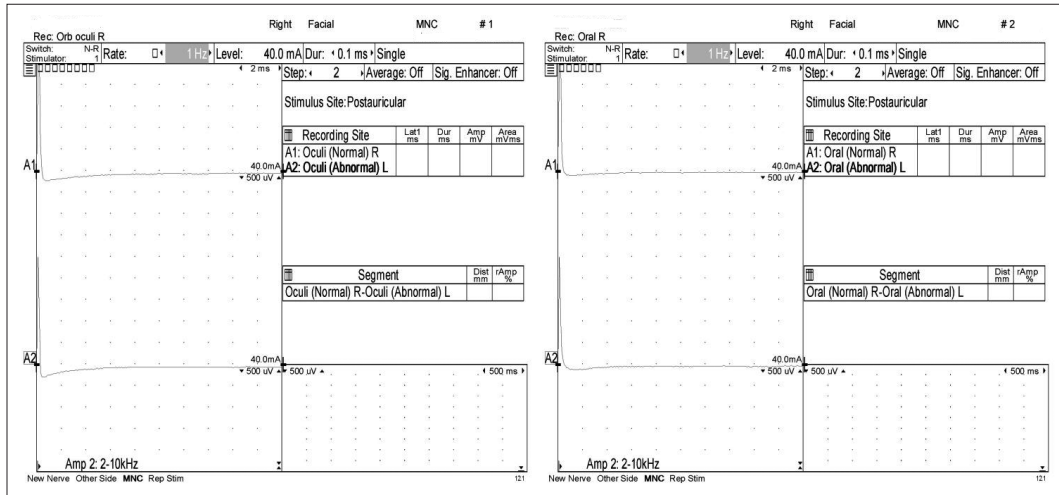 Right Facial MNC # 1
Rec: Orb oculi R
Switch: N-R
Stimulator: 1
Rate: 1 Hz Level: 40.0 mA Dur: 0.1 ms Single
2 ms
Step: 2 Average: Off Sig. Enhancer: Off
Stimulus Site: Postauricular
Recording Site Lat1 ms Dur ms Amp mV Area mVms
A1: Oculi (Normal) R
A2: Oculi (Abnormal) L
A1
40.0mA
500 uV
Segment Dist mm rAmp %
Oculi (Normal) R-Oculi (Abnormal) L
A2
40.0mA
500 uV
500 uV 500 ms
Amp 2: 2-10kHz
New Nerve Other Side MNC Rep Stim
121
Right Facial MNC # 2
Rec: Oral R
Switch: N-R
Stimulator: 1
Rate: 1 Hz Level: 40.0 mA Dur: 0.1 ms Single
2 ms
Step: 2 Average: Off Sig. Enhancer: Off
Stimulus Site: Postauricular
Recording Site Lat1 ms Dur ms Amp mV Area mVms
A1: Oral (Normal) R
A2: Oral (Abnormal) L
A1
40.0mA
500 uV
Segment Dist mm rAmp %
Oral (Normal) R-Oral (Abnormal) L
A2
40.0mA
500 uV
500 uV 500 ms
Amp 2: 2-10kHz
New Nerve Other Side MNC Rep Stim
121